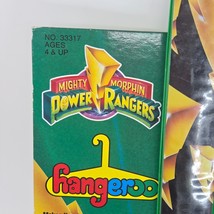 NO. 33317
AGES
4 & UP
MIGHTY MORPHIN
POWER RANGERS
hangeroo